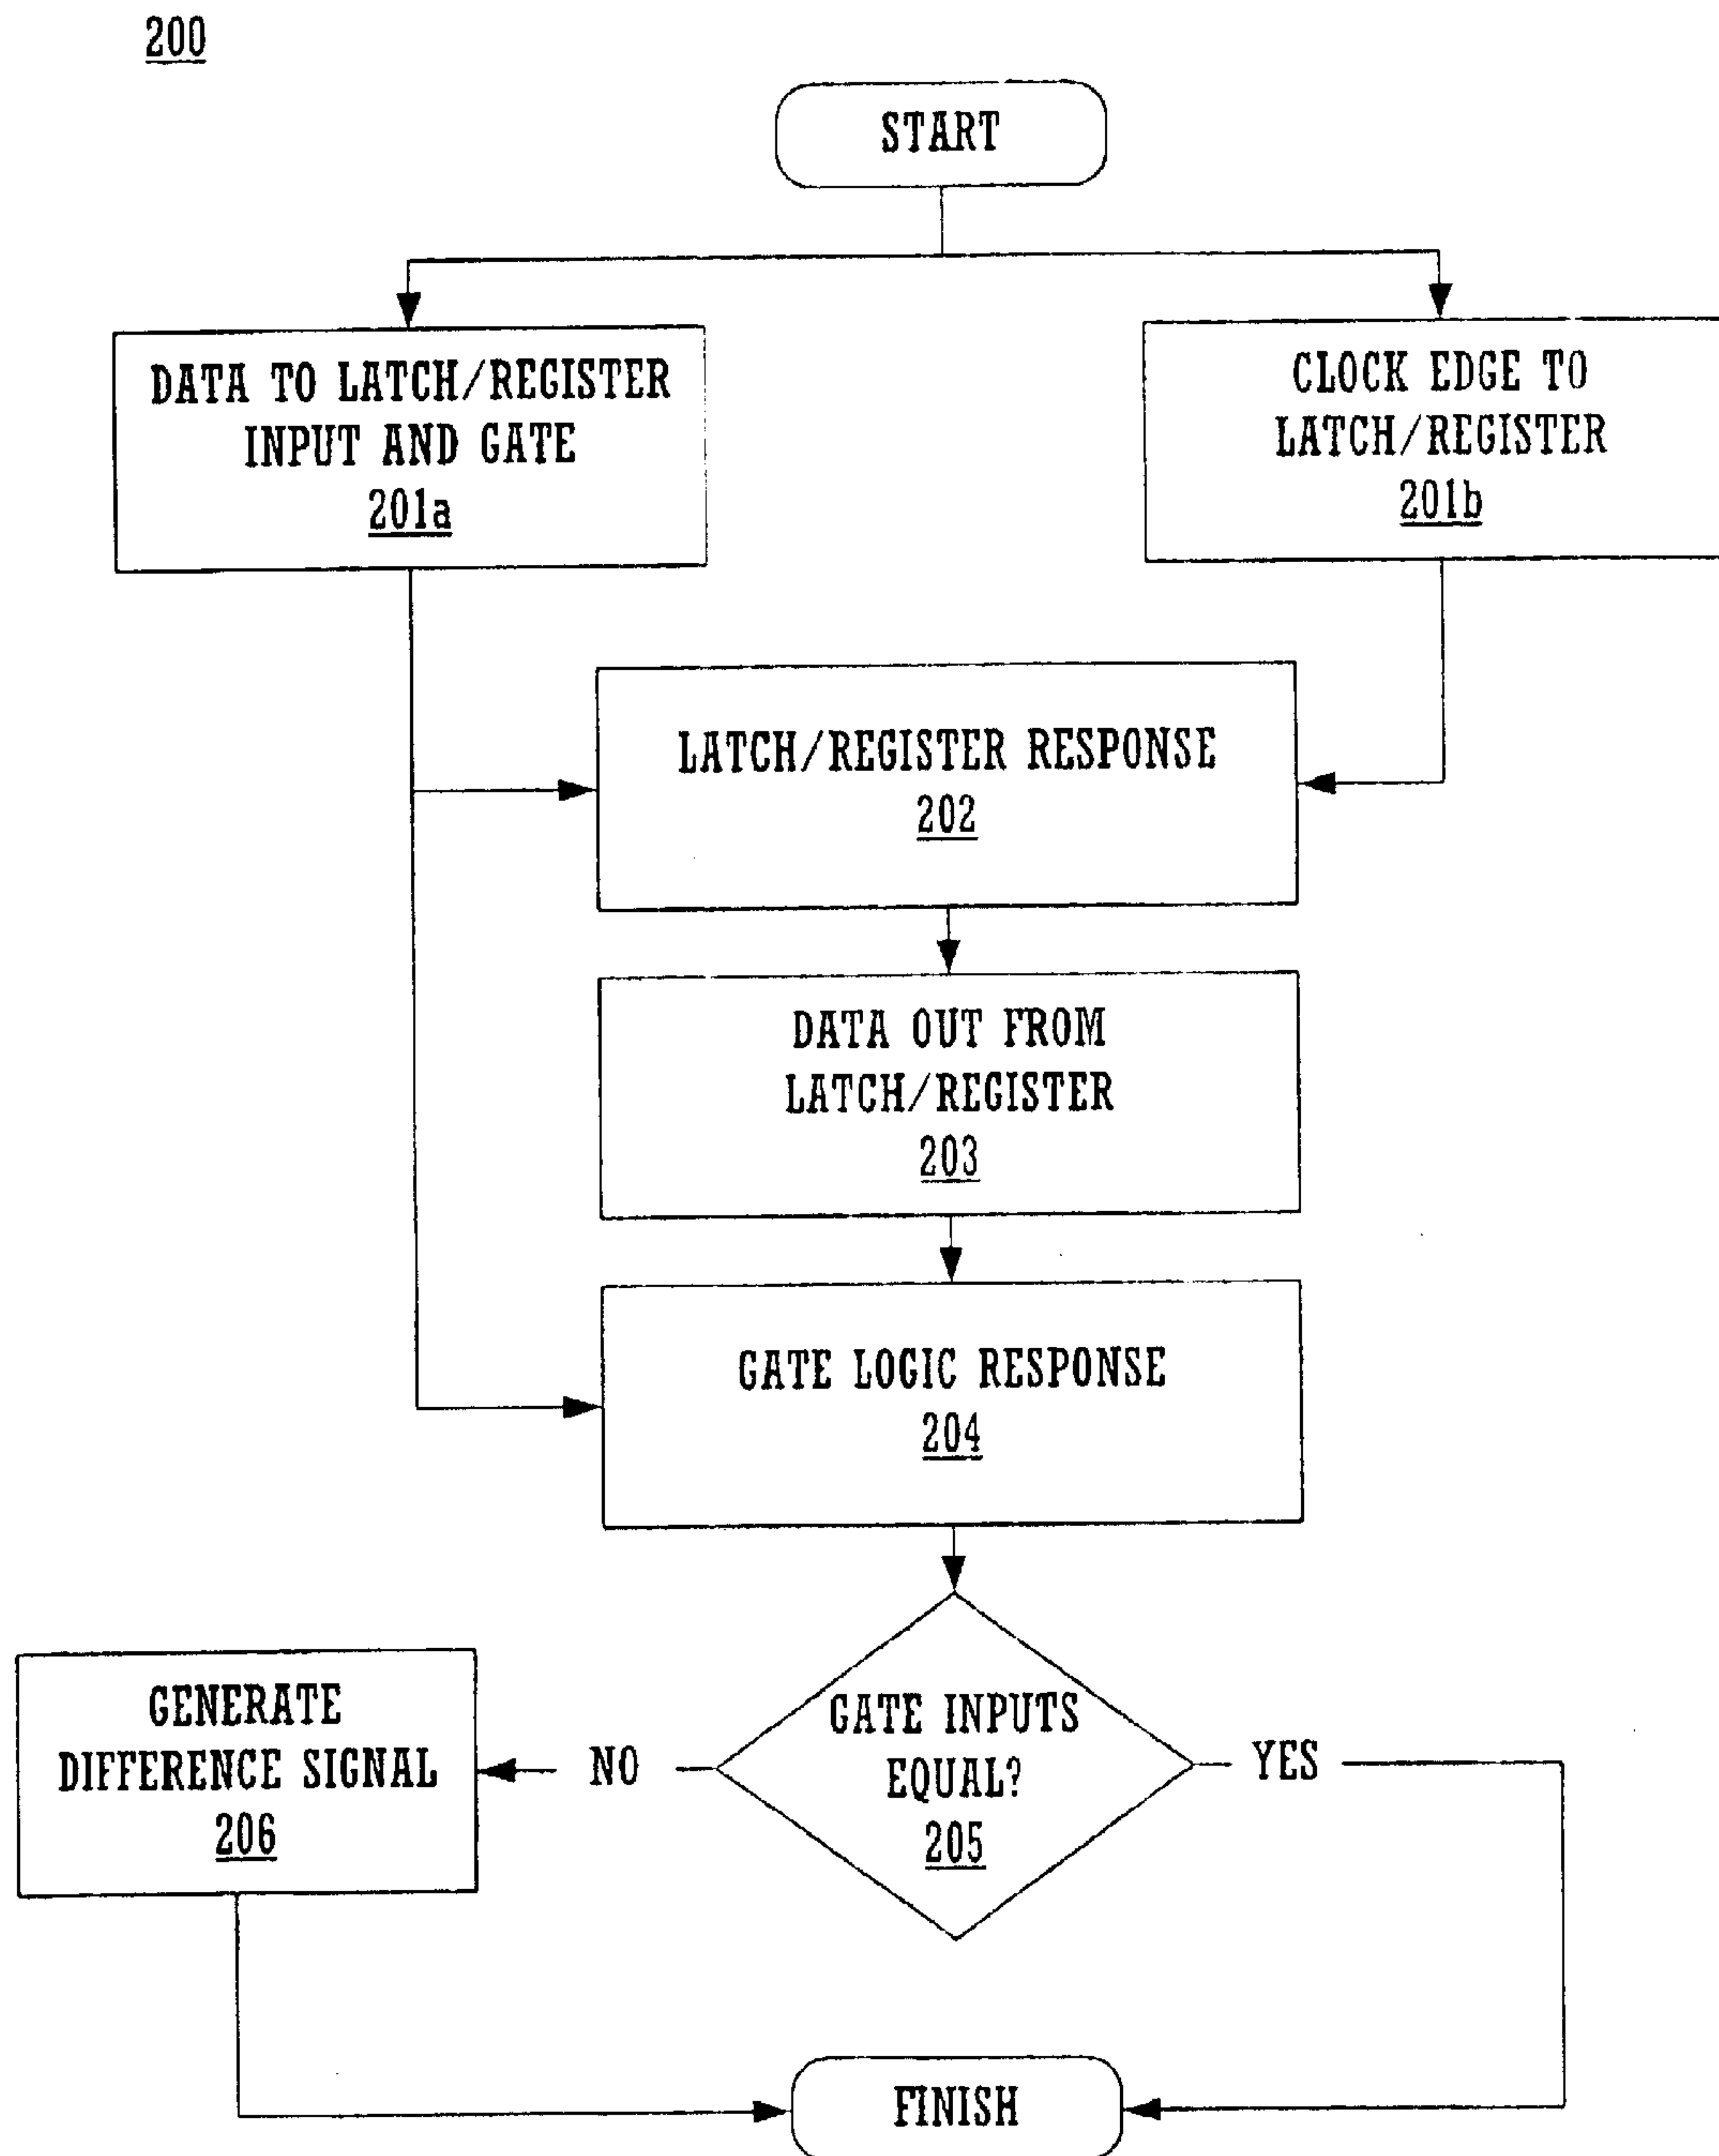 200
START
DATA TO LATCH/REGISTER
INPUT AND GATE
201a
CLOCK EDGE TO
LATCH/REGISTER
201b
LATCH/REGISTER RESPONSE
202
DATA OUT FROM
LATCH/REGISTER
203
GATE LOGIC RESPONSE
204
GATE INPUTS
EQUAL?
205
NO
YES
GENERATE
DIFFERENCE SIGNAL
206
FINISH